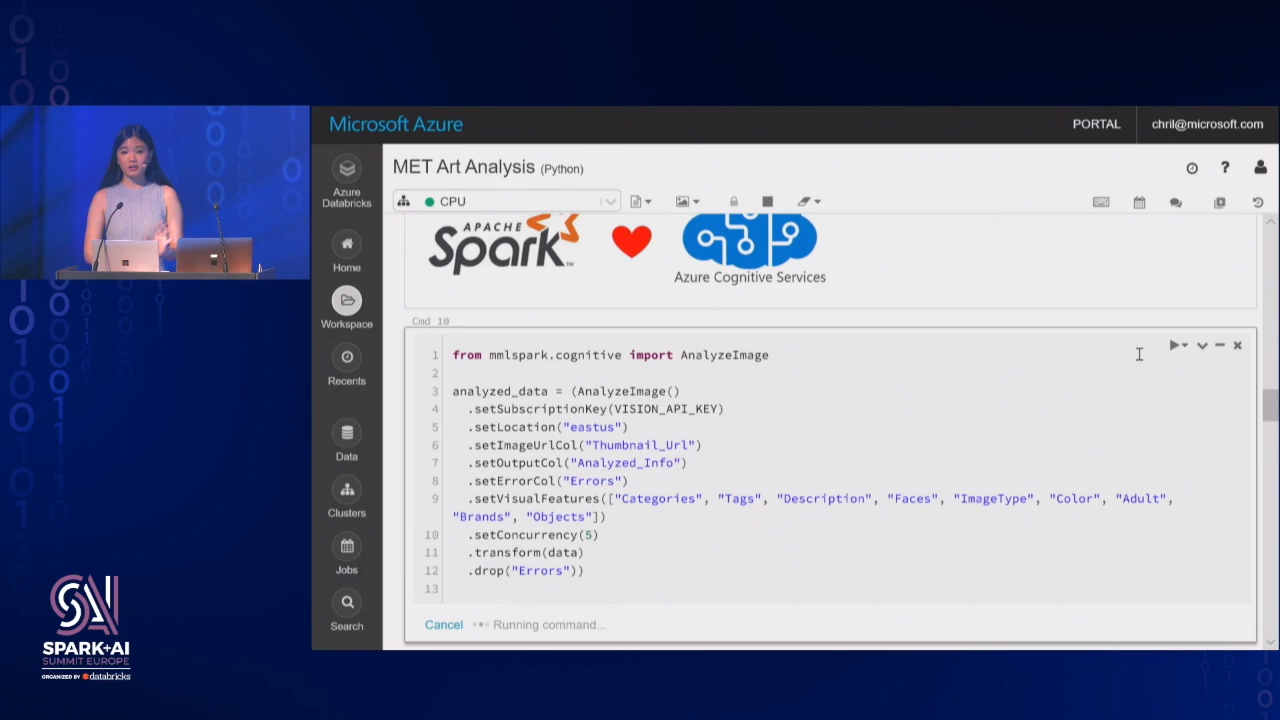 Microsoft Azure
PORTAL
chril@microsoft.com
Azure
Databricks
Home
Workspace
Recents
Data
Clusters
Jobs
Search
MET Art Analysis (Python)
CPU
APACHE
Spark™
Azure Cognitive Services
Cmd 10
1 from mmlspark.cognitive import AnalyzeImage
2
3 analyzed_data = (AnalyzeImage()
4 .setSubscriptionKey(VISION_API_KEY)
5 .setLocation("eastus")
6 .setImageUrlCol("Thumbnail_Url")
7 .setOutputCol("Analyzed_Info")
8 .setErrorCol("Errors")
9 .setVisualFeatures(["Categories", "Tags", "Description", "Faces", "ImageType", "Color", "Adult",
"Brands", "Objects"])
10 .setConcurrency(5)
11 .transform(data)
12 .drop("Errors"))
13
Cancel Running command...
SAI
SPARK+AI
SUMMIT EUROPE
ORGANIZED BY databricks